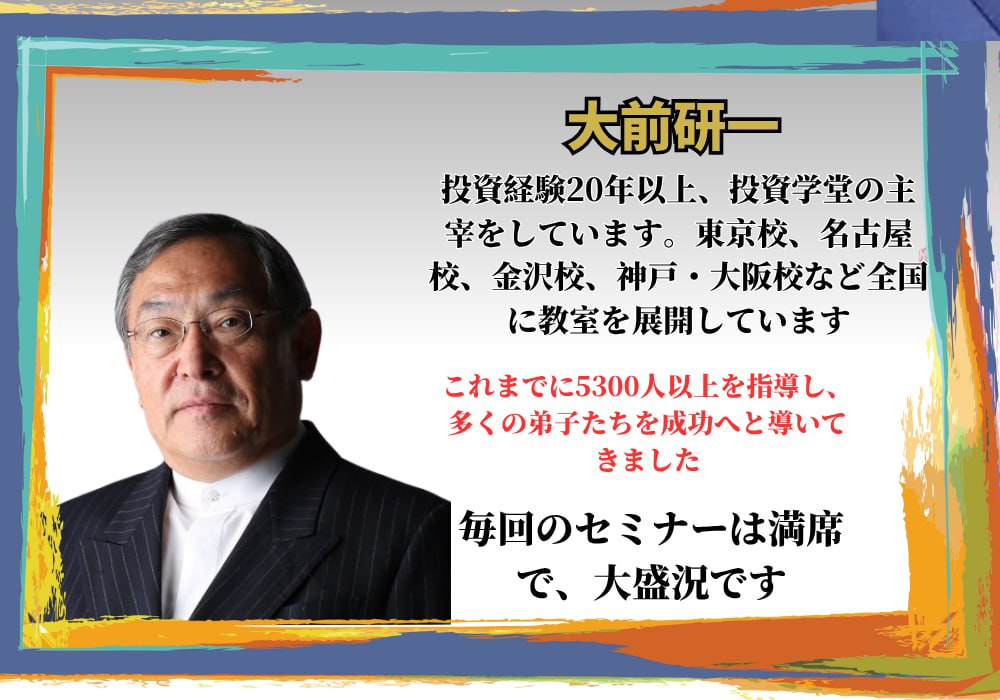 大前研一
投資経験20年以上、投資学堂の主
宰をしています。東京校、名古屋
校、金沢校、神戸・大阪校など全国
に教室を展開しています
これまでに5300人以上を指導し、
多くの弟子たちを成功へと導いて
きました
毎回のセミナーは満席
で、大盛況です